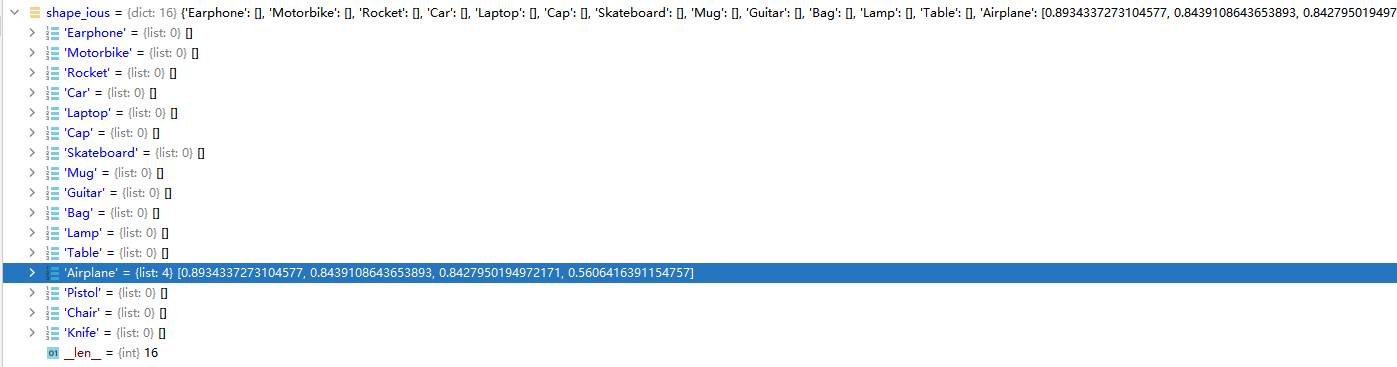 shape_ious = {dict: 16} {'Earphone': [], 'Motorbike': [], 'Rocket': [], 'Car': [], 'Laptop': [], 'Cap': [], 'Skateboard': [], 'Mug': [], 'Guitar': [], 'Bag': [], 'Lamp': [], 'Table': [], 'Airplane': [0.8934337273104577, 0.8439108643653893, 0.842795019497
'Earphone' = {list: 0} []
'Motorbike' = {list: 0} []
'Rocket' = {list: 0} []
'Car' = {list: 0} []
'Laptop' = {list: 0} []
'Cap' = {list: 0} []
'Skateboard' = {list: 0} []
'Mug' = {list: 0} []
'Guitar' = {list: 0} []
'Bag' = {list: 0} []
'Lamp' = {list: 0} []
'Table' = {list: 0} []
'Airplane' = {list: 4} [0.8934337273104577, 0.8439108643653893, 0.8427950194972171, 0.5606416391154757]
'Pistol' = {list: 0} []
'Chair' = {list: 0} []
'Knife' = {list: 0} []
01 __len__ = {int} 16